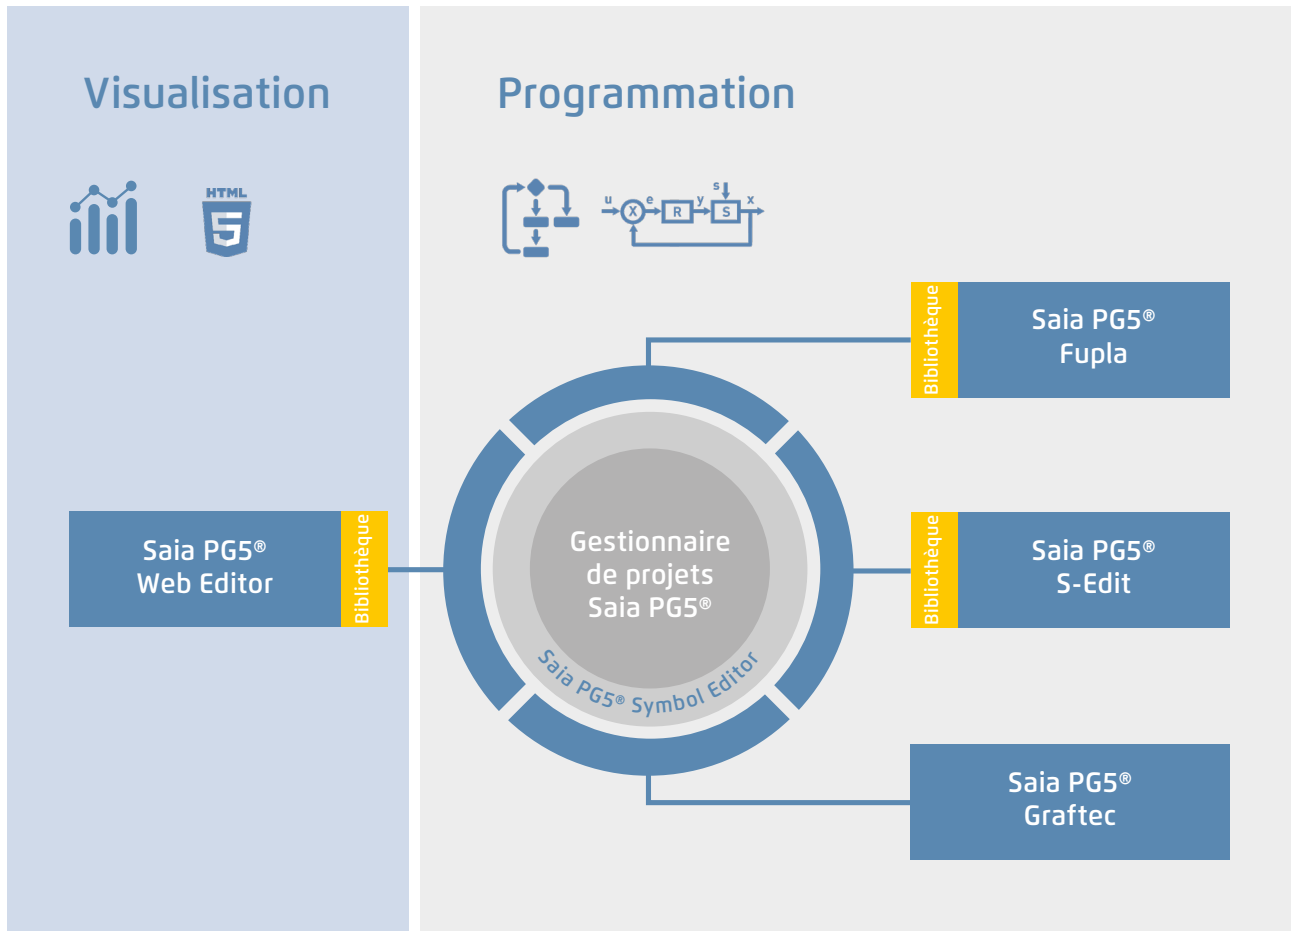 Visualisation
HTML
5
Programmation
u
X
e
R
y
s
S
x
Bibliothèque
Saia PG5®
Fupla
Saia PG5®
Web Editor
Bibliothèque
Gestionnaire
de projets
Saia PG5®
Saia PG5® Symbol Editor
Bibliothèque
Saia PG5®
S-Edit
Saia PG5®
Graftec